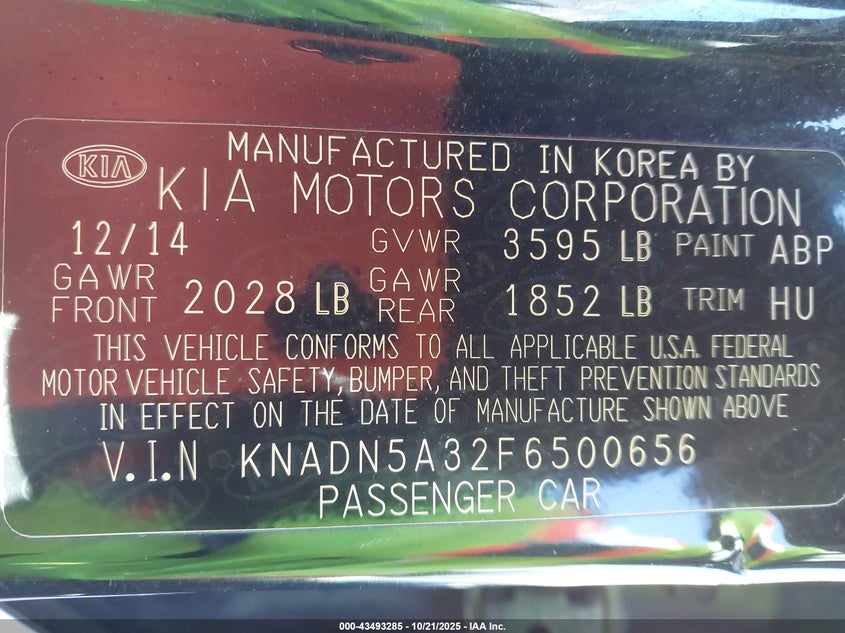 KIA
MANUFACTURED IN KOREA BY
KIA MOTORS CORPORATION
12/14 GVWR 3595 LB PAINT ABP
GAWR FRONT 2028 LB GAWR REAR 1852 LB TRIM HU
THIS VEHICLE CONFORMS TO ALL APPLICABLE U.S.A. FEDERAL
MOTOR VEHICLE SAFETY, BUMPER, AND THEFT PREVENTION STANDARDS
IN EFFECT ON THE DATE OF MANUFACTURE SHOWN ABOVE
V.I.N KNADN5A32F6500656
PASSENGER CAR
000-43493285 - 10/21/2025 - IAA Inc.